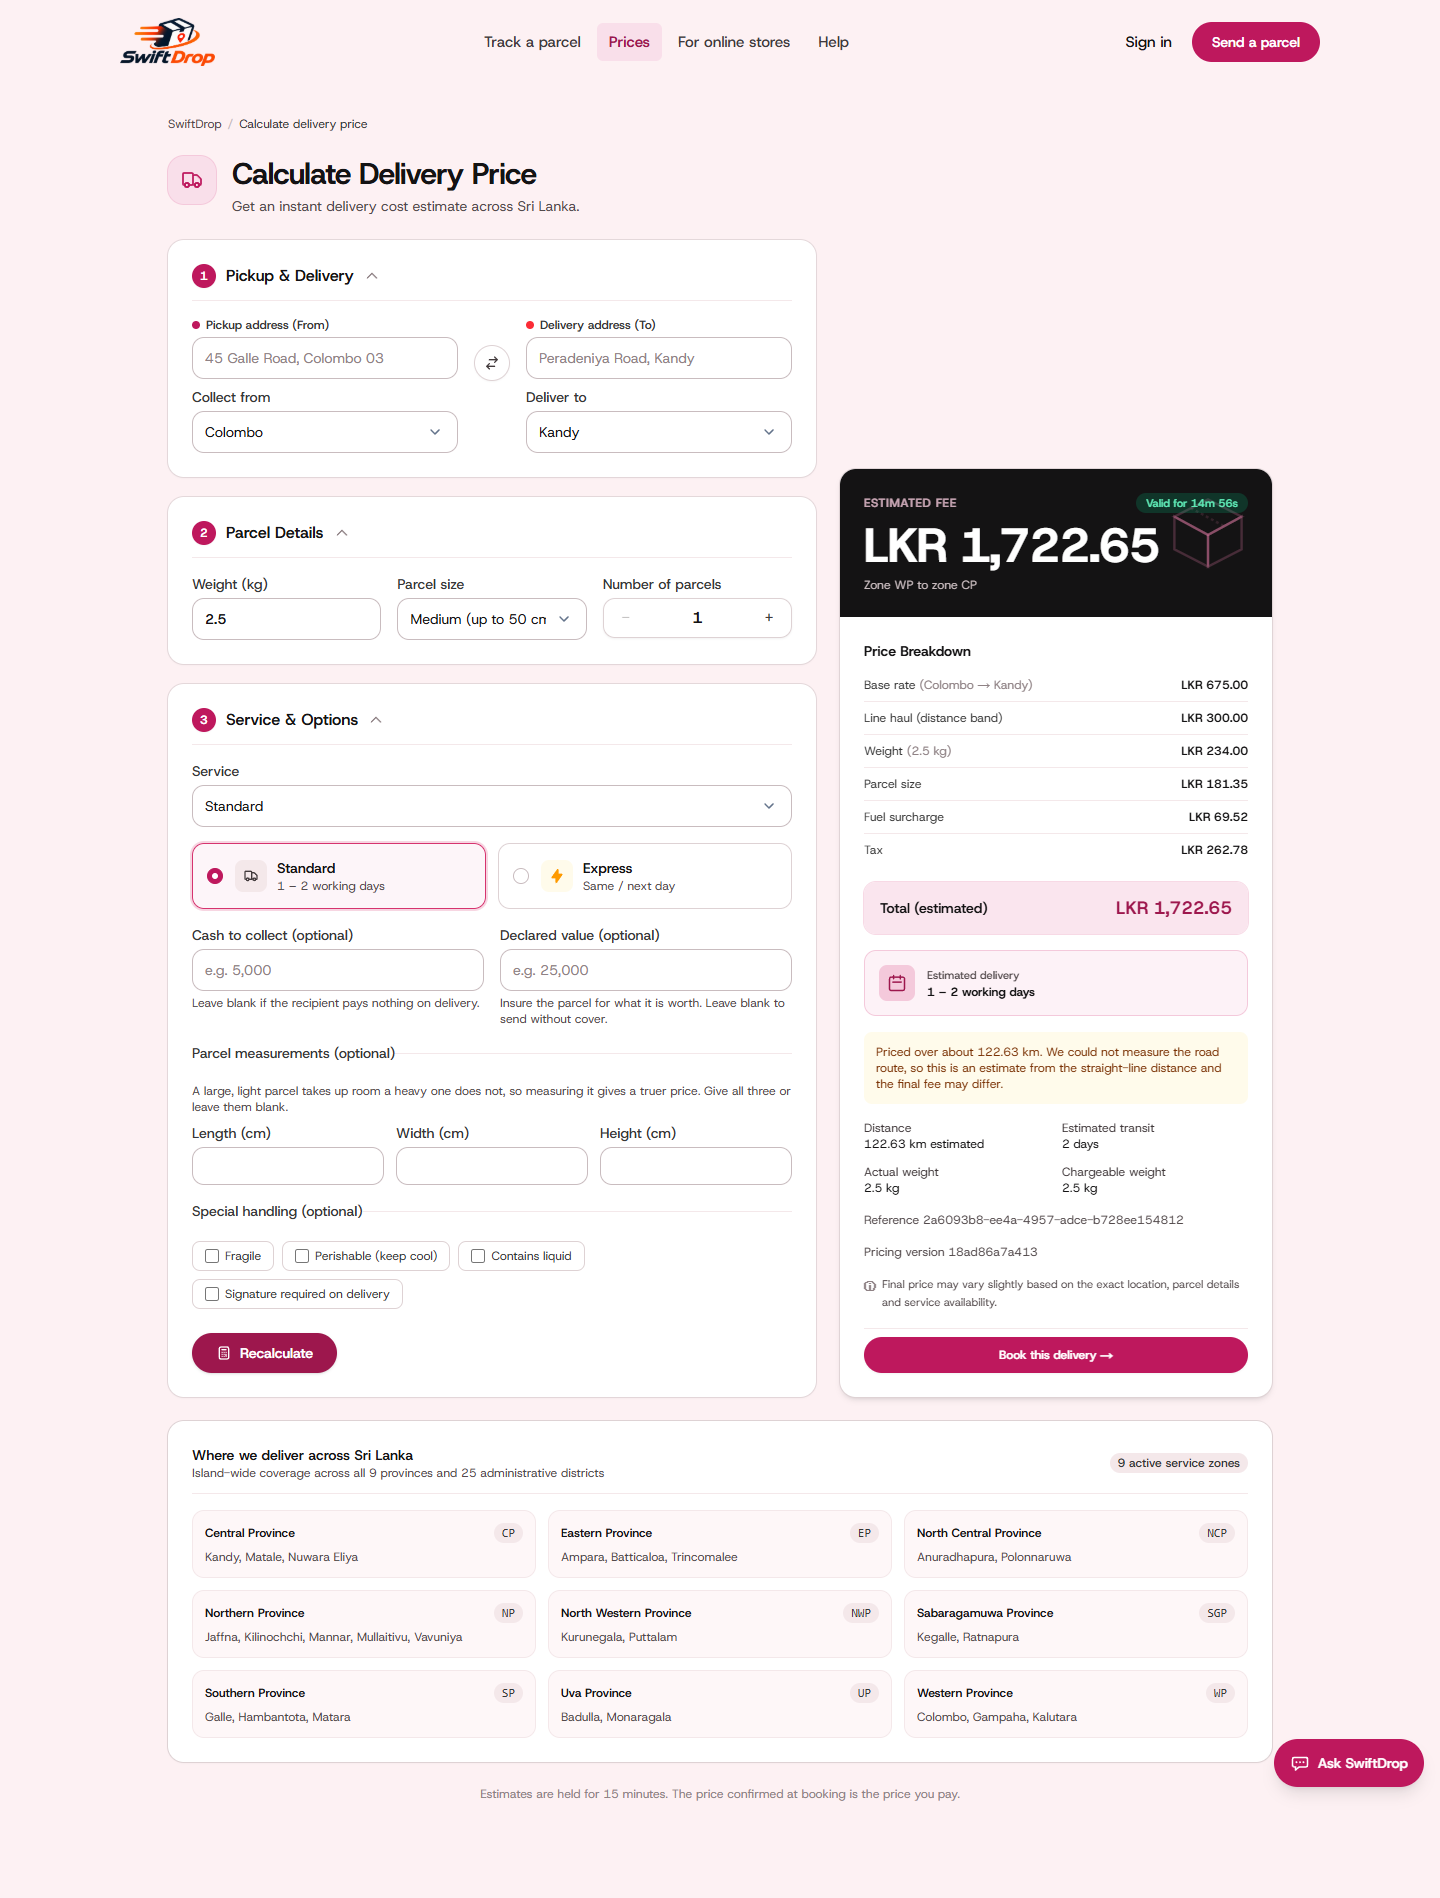 SwiftDrop
Track a parcel
Prices
For online stores
Help
Sign in
Send a parcel
SwiftDrop / Calculate delivery price
Calculate Delivery Price
Get an instant delivery cost estimate across Sri Lanka.
1 Pickup & Delivery
Pickup address (From)
45 Galle Road, Colombo 03
Delivery address (To)
Peradeniya Road, Kandy
Collect from
Colombo
Deliver to
Kandy
2 Parcel Details
Weight (kg)
2.5
Parcel size
Medium (up to 50 cm
Number of parcels
− 1 +
3 Service & Options
Service
Standard
Standard
1 – 2 working days
Express
Same / next day
Cash to collect (optional)
e.g. 5,000
Leave blank if the recipient pays nothing on delivery.
Declared value (optional)
e.g. 25,000
Insure the parcel for what it is worth. Leave blank to
send without cover.
Parcel measurements (optional)
A large, light parcel takes up room a heavy one does not, so measuring it gives a truer price. Give all three or
leave them blank.
Length (cm)
Width (cm)
Height (cm)
Special handling (optional)
Fragile
Perishable (keep cool)
Contains liquid
Signature required on delivery
Recalculate
ESTIMATED FEE
Valid for 14m 56s
LKR 1,722.65
Zone WP to zone CP
Price Breakdown
Base rate (Colombo → Kandy) LKR 675.00
Line haul (distance band) LKR 300.00
Weight (2.5 kg) LKR 234.00
Parcel size LKR 181.35
Fuel surcharge LKR 69.52
Tax LKR 262.78
Total (estimated) LKR 1,722.65
Estimated delivery
1 – 2 working days
Priced over about 122.63 km. We could not measure the road
route, so this is an estimate from the straight-line distance and
the final fee may differ.
Distance
122.63 km estimated
Estimated transit
2 days
Actual weight
2.5 kg
Chargeable weight
2.5 kg
Reference 2a6093b8-ee4a-4957-adce-b728ee154812
Pricing version 18ad86a7a413
Final price may vary slightly based on the exact location, parcel details
and service availability.
Book this delivery →
Where we deliver across Sri Lanka
Island-wide coverage across all 9 provinces and 25 administrative districts
9 active service zones
Central Province CP
Kandy, Matale, Nuwara Eliya
Eastern Province EP
Ampara, Batticaloa, Trincomalee
North Central Province NCP
Anuradhapura, Polonnaruwa
Northern Province NP
Jaffna, Kilinochchi, Mannar, Mullaitivu, Vavuniya
North Western Province NWP
Kurunegala, Puttalam
Sabaragamuwa Province SGP
Kegalle, Ratnapura
Southern Province SP
Galle, Hambantota, Matara
Uva Province UP
Badulla, Monaragala
Western Province WP
Colombo, Gampaha, Kalutara
Ask SwiftDrop
Estimates are held for 15 minutes. The price confirmed at booking is the price you pay.